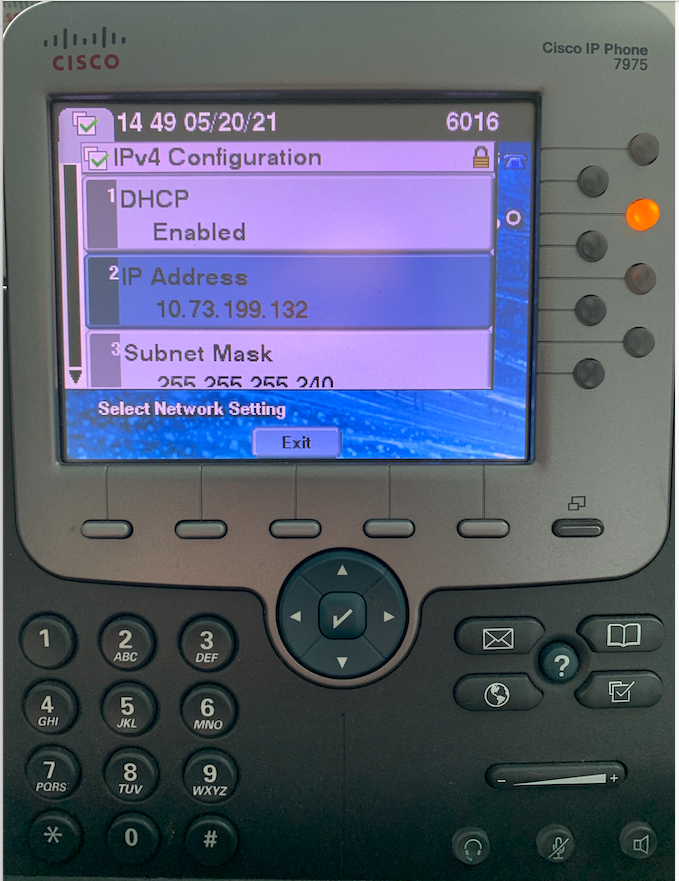 CISCO
Cisco IP Phone
7975
14 49 05/20/21 6016
IPv4 Configuration
1 DHCP
Enabled
2 IP Address
10.73.199.132
3 Subnet Mask
255.255.255.240
Select Network Setting
Exit
1
2
ABC
3
DEF
4
GHI
5
JKL
6
MNO
7
PQRS
8
TUV
9
WXYZ
*
0
#
?
- +